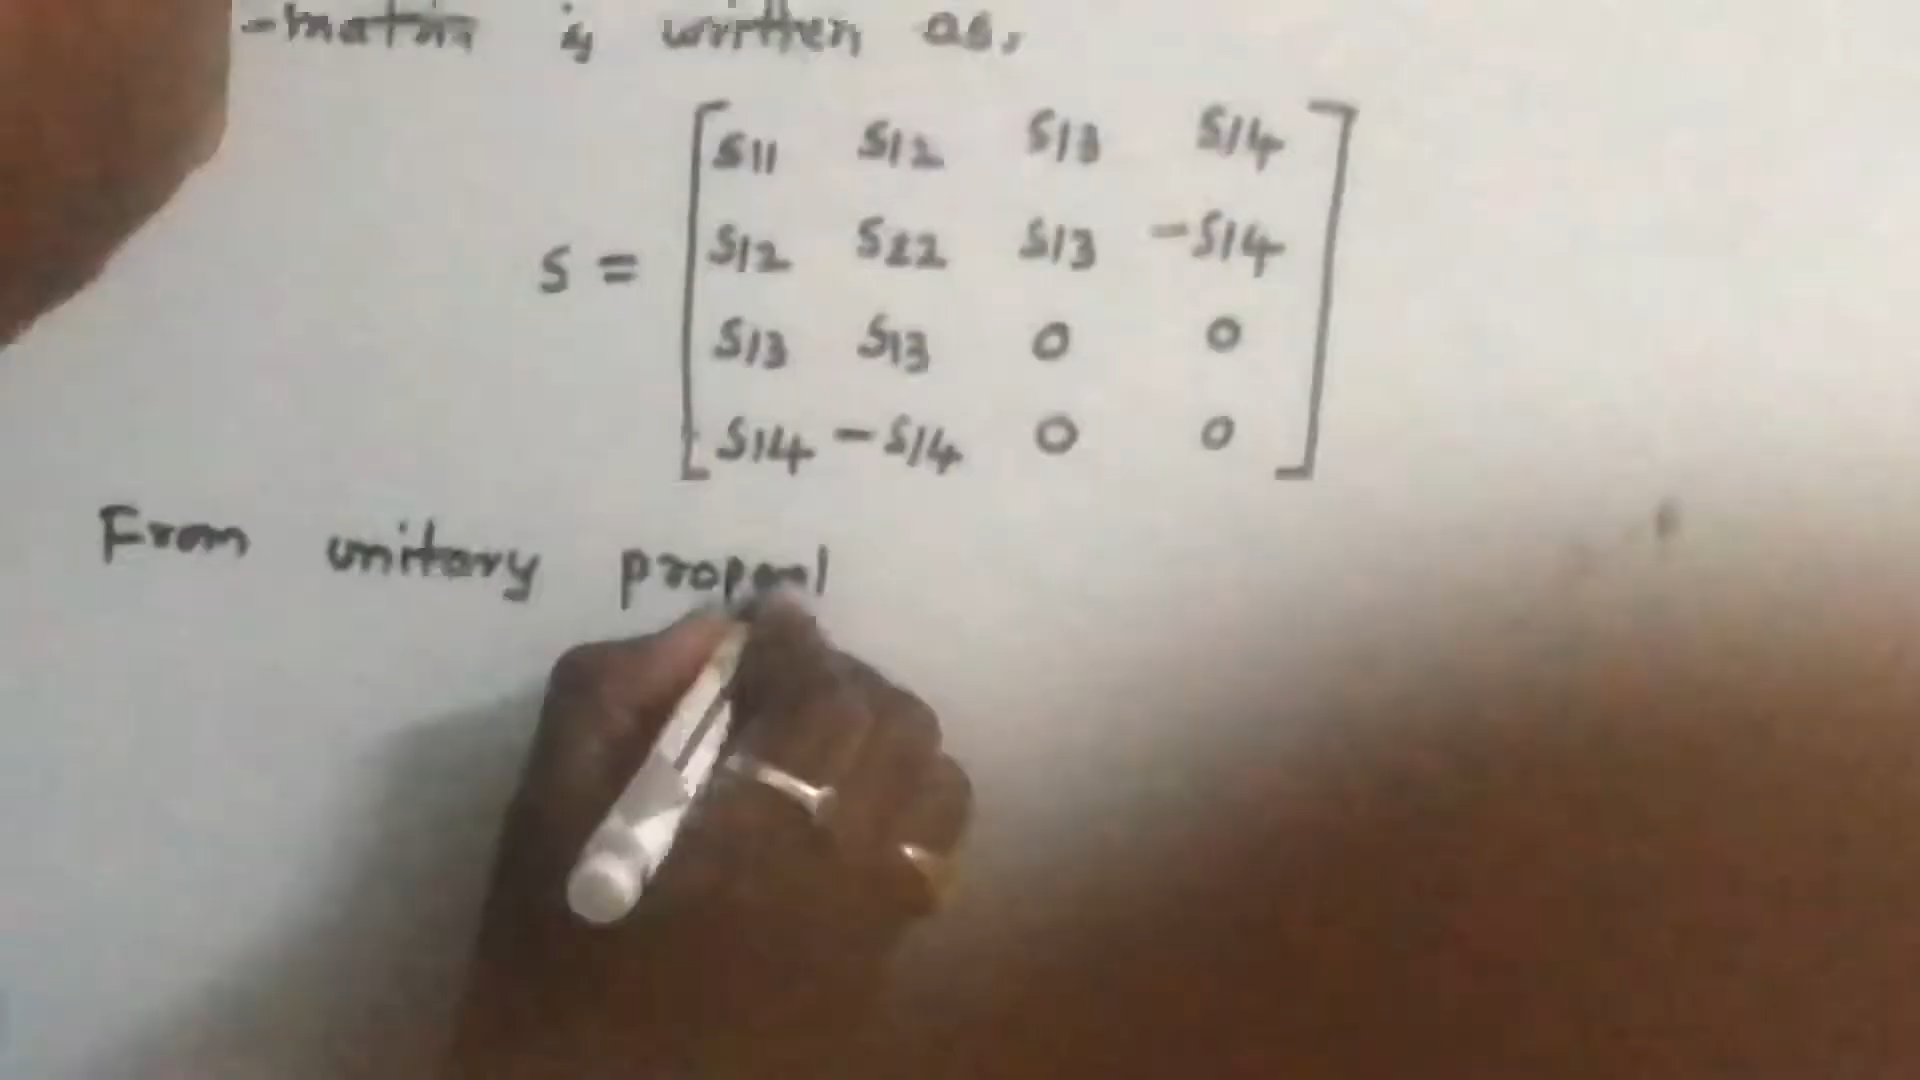 -matrix is written as,
S11 S12 S13 S14
S12 S22 S13 -S14
S =
S13 S13 0 0
S14 -S14 0 0
From unitary